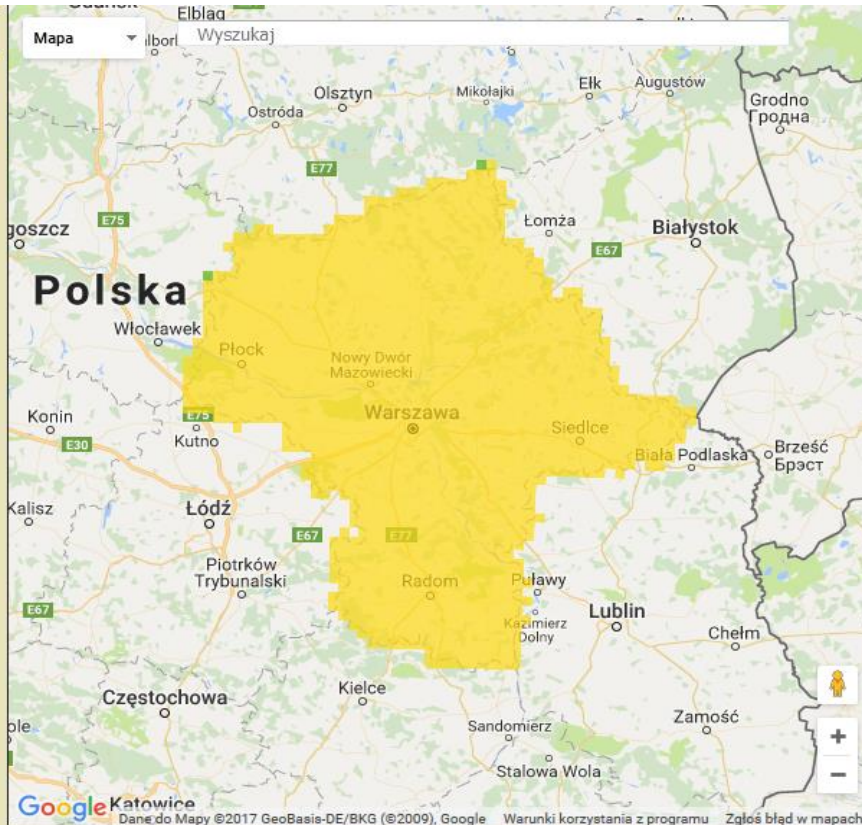 Elbląg
Mapa
Wyszukaj
Olsztyn
Mikołajki
Ełk
Augustów
Grodno
Гродна
Ostróda
E77
E75
Łomża
Białystok
E67
goszcz
Polska
Włocławek
Płock
Nowy Dwór
Mazowiecki
Konin
E75
Warszawa
Siedlce
Kutno
E30
Biała Podlaska
Brześć
Брэст
Kalisz
Łódź
E67
E77
Piotrków
Trybunalski
Radom
Puławy
E67
Kazimierz
Dolny
Lublin
Chełm
Częstochowa
Kielce
Sandomierz
Zamość
ole
Stalowa Wola
+
−
Google
Katowice
Dane do Mapy ©2017 GeoBasis-DE/BKG (©2009), Google
Warunki korzystania z programu
Zgłoś błąd w mapach